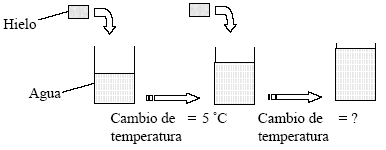 Hielo
Agua
Cambio de = 5 ˚C Cambio de = ?
temperatura temperatura